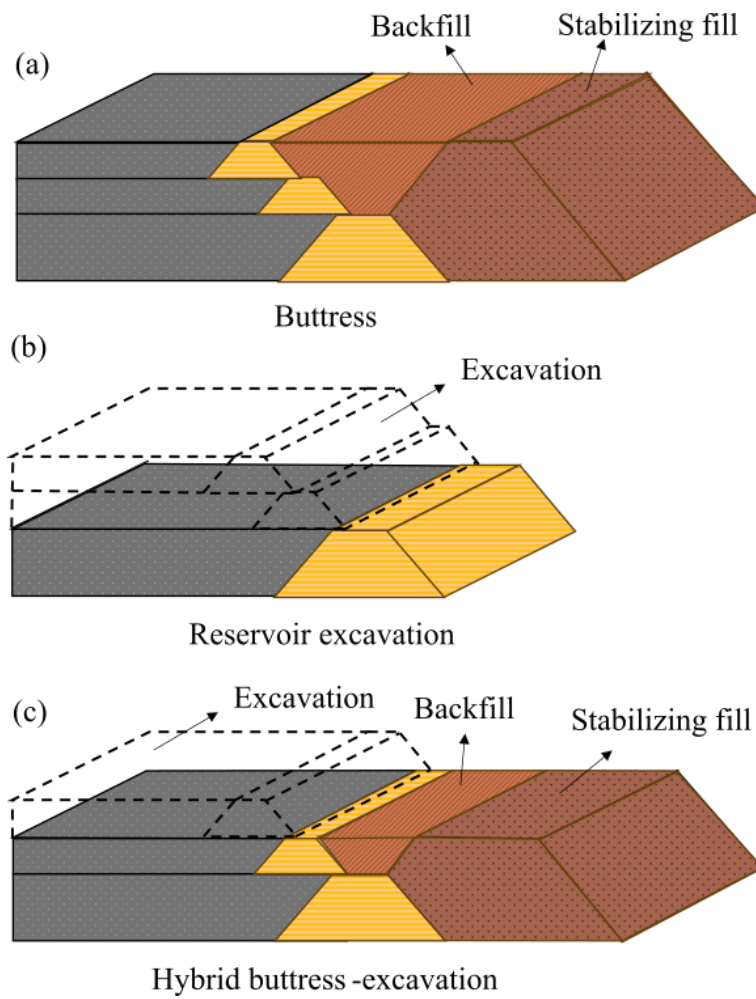 (a)
Backfill
Stabilizing fill
Buttress
(b)
Excavation
Reservoir excavation
(c)
Excavation
Backfill
Stabilizing fill
Hybrid buttress -excavation